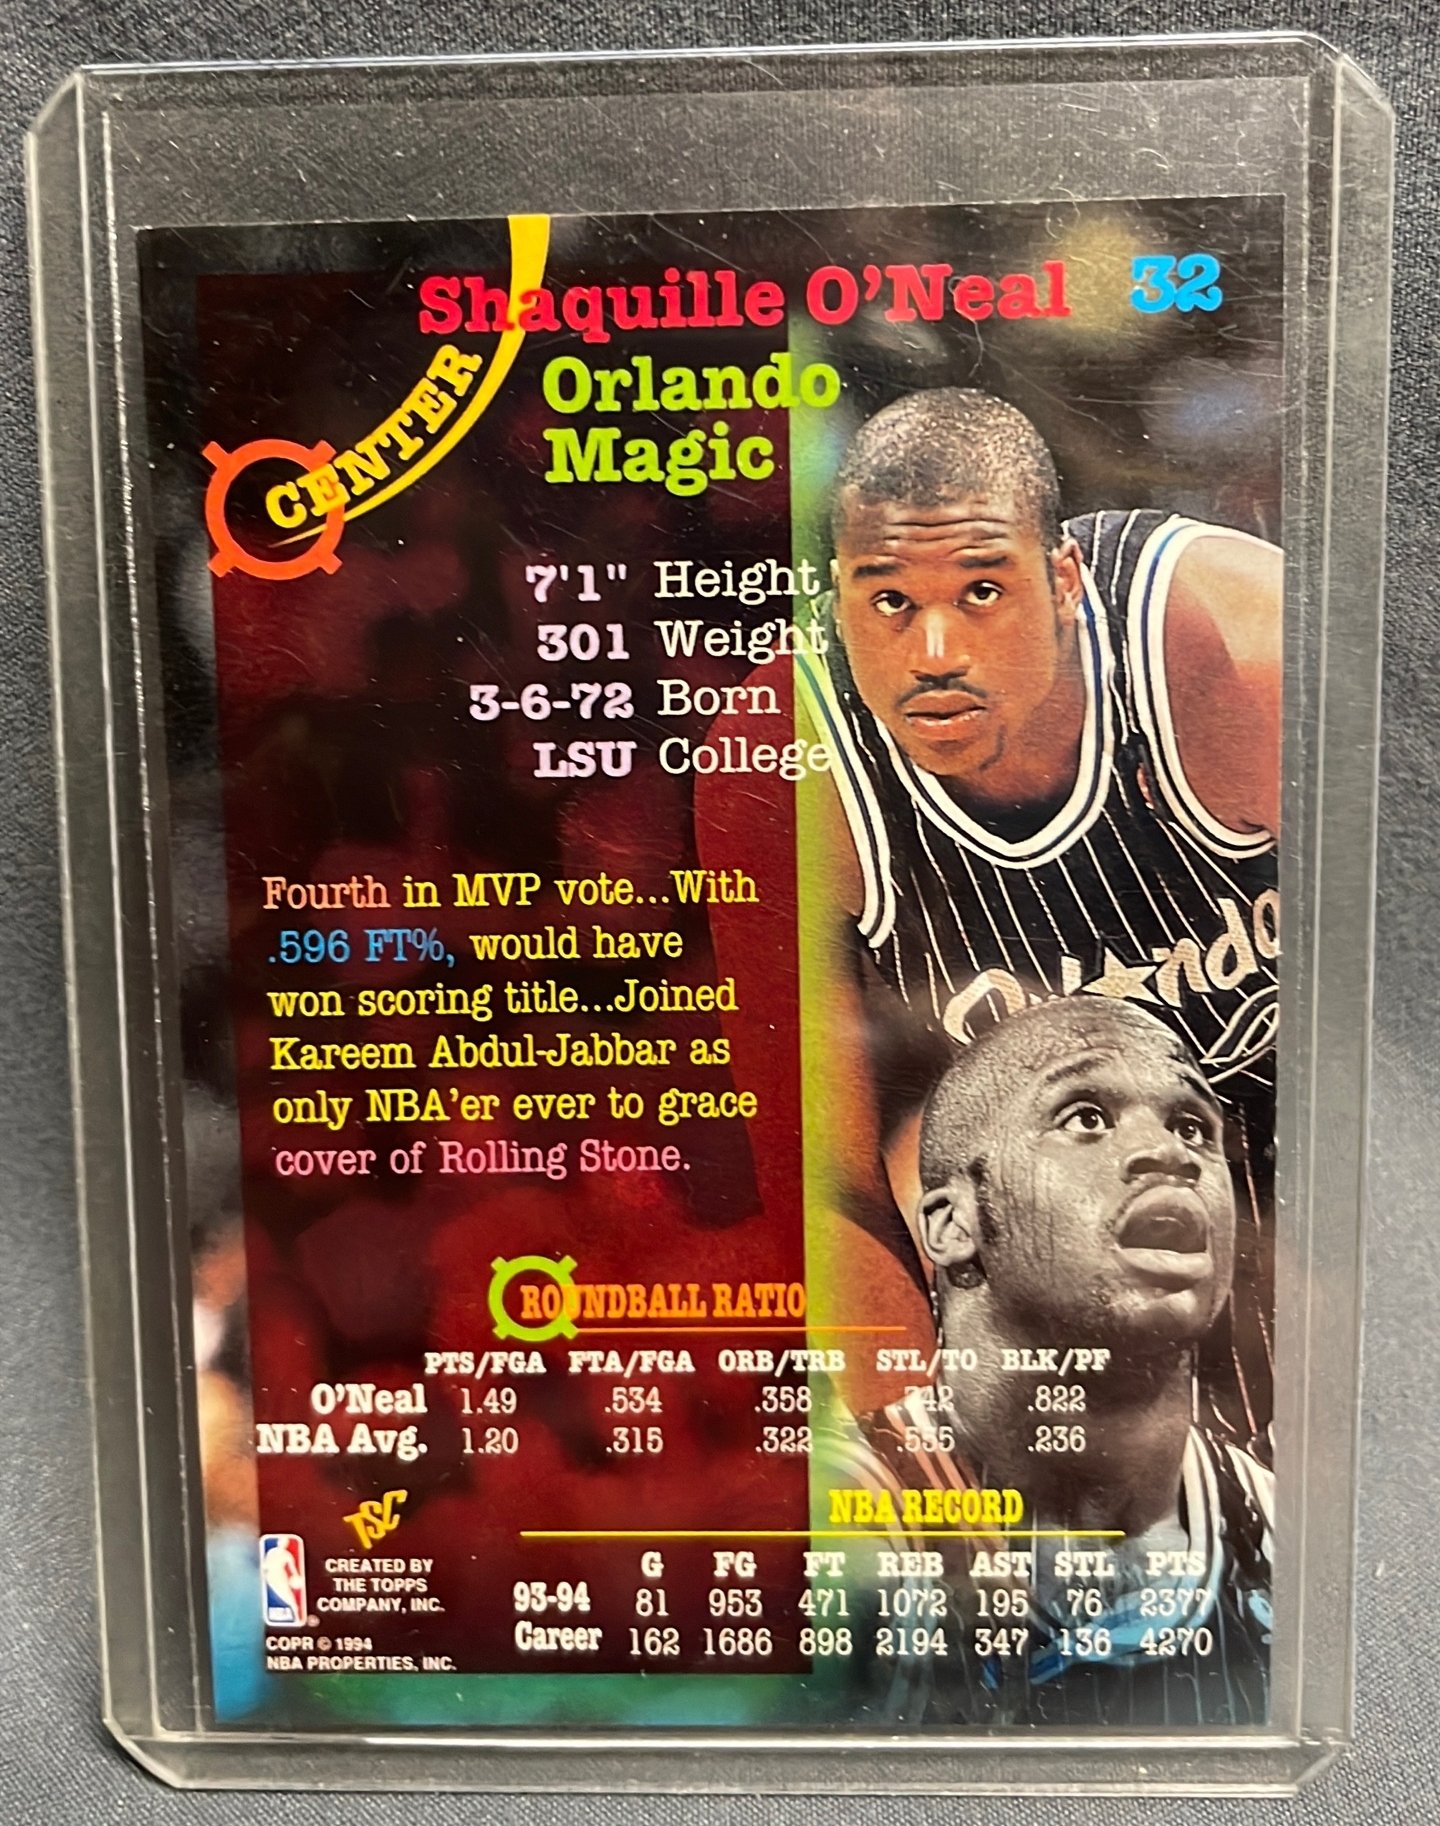 Shaquille O'Neal 32
Orlando
Magic
CENTER
7'1" Height
301 Weight
3-6-72 Born
LSU College
Fourth in MVP vote...With
.596 FT%, would have
won scoring title...Joined
Kareem Abdul-Jabbar as
only NBA'er ever to grace
cover of Rolling Stone.
Orlando
ROUNDBALL RATIO
PTS/FGA FTA/FGA ORB/TRB STL/TO BLK/PF
O'Neal 1.49 .534 .358 .342 .822
NBA Avg. 1.20 .315 .322 .555 .236
NBA RECORD
G FG FT REB AST STL PTS
93-94 81 953 471 1072 195 76 2377
Career 162 1686 898 2194 347 136 4270
TSC
CREATED BY
THE TOPPS
COMPANY, INC.
NBA
COPR © 1994
NBA PROPERTIES, INC.